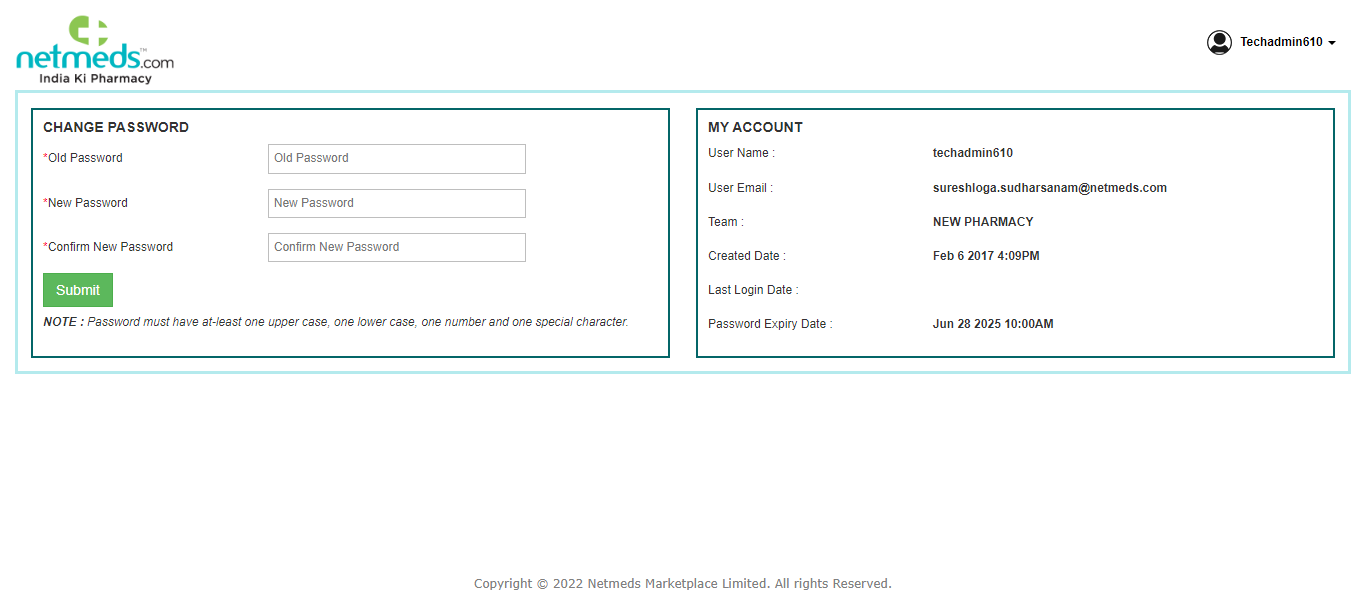 netmeds.com™
India Ki Pharmacy
Techadmin610
CHANGE PASSWORD
*Old Password Old Password
*New Password New Password
*Confirm New Password Confirm New Password
Submit
NOTE : Password must have at-least one upper case, one lower case, one number and one special character.
MY ACCOUNT
User Name : techadmin610
User Email : sureshloga.sudharsanam@netmeds.com
Team : NEW PHARMACY
Created Date : Feb 6 2017 4:09PM
Last Login Date :
Password Expiry Date : Jun 28 2025 10:00AM
Copyright © 2022 Netmeds Marketplace Limited. All rights Reserved.